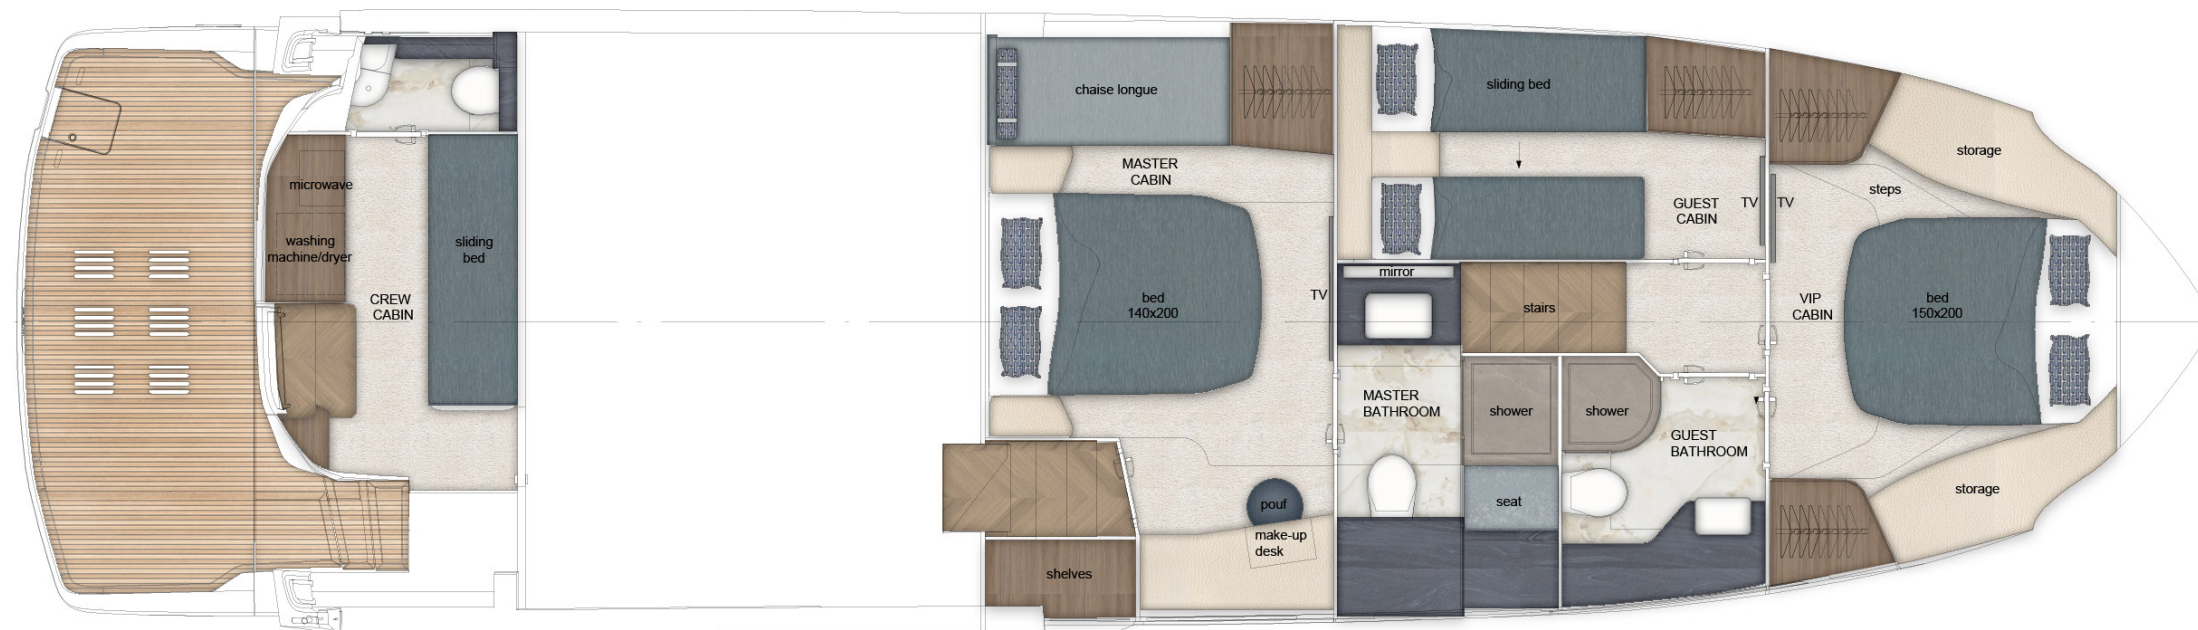 microwave
washing
machine/dryer
CREW
CABIN
sliding
bed
chaise longue
MASTER
CABIN
bed
140x200
TV
pouf
make-up
desk
shelves
sliding bed
GUEST
CABIN
TV
mirror
stairs
MASTER
BATHROOM
shower
seat
shower
GUEST
BATHROOM
TV
steps
storage
VIP
CABIN
bed
150x200
storage